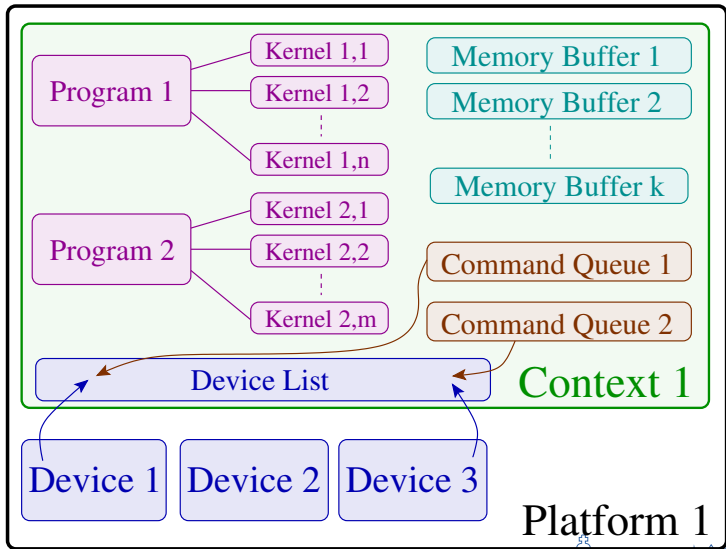 Program 1
Kernel 1,1
Kernel 1,2
Kernel 1,n
Memory Buffer 1
Memory Buffer 2
Memory Buffer k
Program 2
Kernel 2,1
Kernel 2,2
Kernel 2,m
Command Queue 1
Command Queue 2
Device List
Context 1
Device 1
Device 2
Device 3
Platform 1